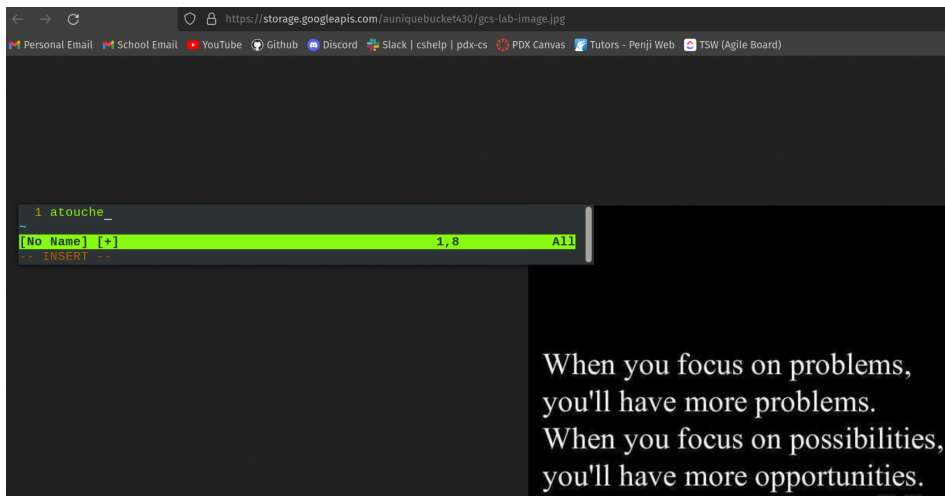 https://storage.googleapis.com/auniquebucket430/gcs-lab-image.jpg
Personal Email School Email YouTube Github Discord Slack | cshelp | pdx-cs PDX Canvas Tutors - Penji Web TSW (Agile Board)
1 atouche_
~
[No Name] [+] 1,8 All
-- INSERT --
When you focus on problems,
you'll have more problems.
When you focus on possibilities,
you'll have more opportunities.